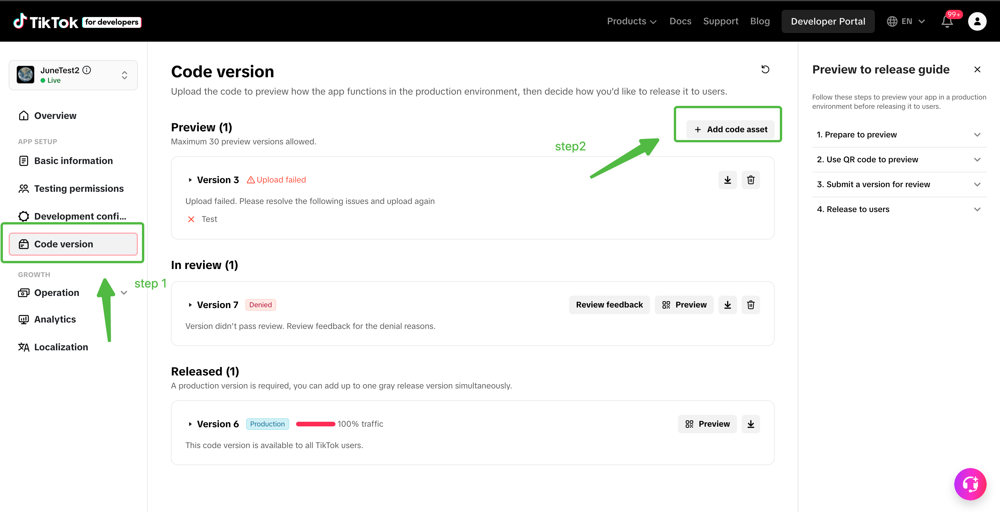 TikTok for developers
Products
Docs
Support
Blog
Developer Portal
EN
99+
JuneTest2
Live
Overview
APP SETUP
Basic information
Testing permissions
Development confi...
Code version
GROWTH
Operation
Analytics
Localization
step 1
Code version
Upload the code to preview how the app functions in the production environment, then decide how you'd like to release it to users.
Preview (1)
Maximum 30 preview versions allowed.
+ Add code asset
step2
Version 3
Upload failed
Upload failed. Please resolve the following issues and upload again
Test
In review (1)
Version 7
Denied
Review feedback
Preview
Version didn’t pass review. Review feedback for the denial reasons.
Released (1)
A production version is required, you can add up to one gray release version simultaneously.
Version 6
Production
100% traffic
Preview
This code version is available to all TikTok users.
Preview to release guide
Follow these steps to preview your app in a production
environment before releasing it to users.
1. Prepare to preview
2. Use QR code to preview
3. Submit a version for review
4. Release to users